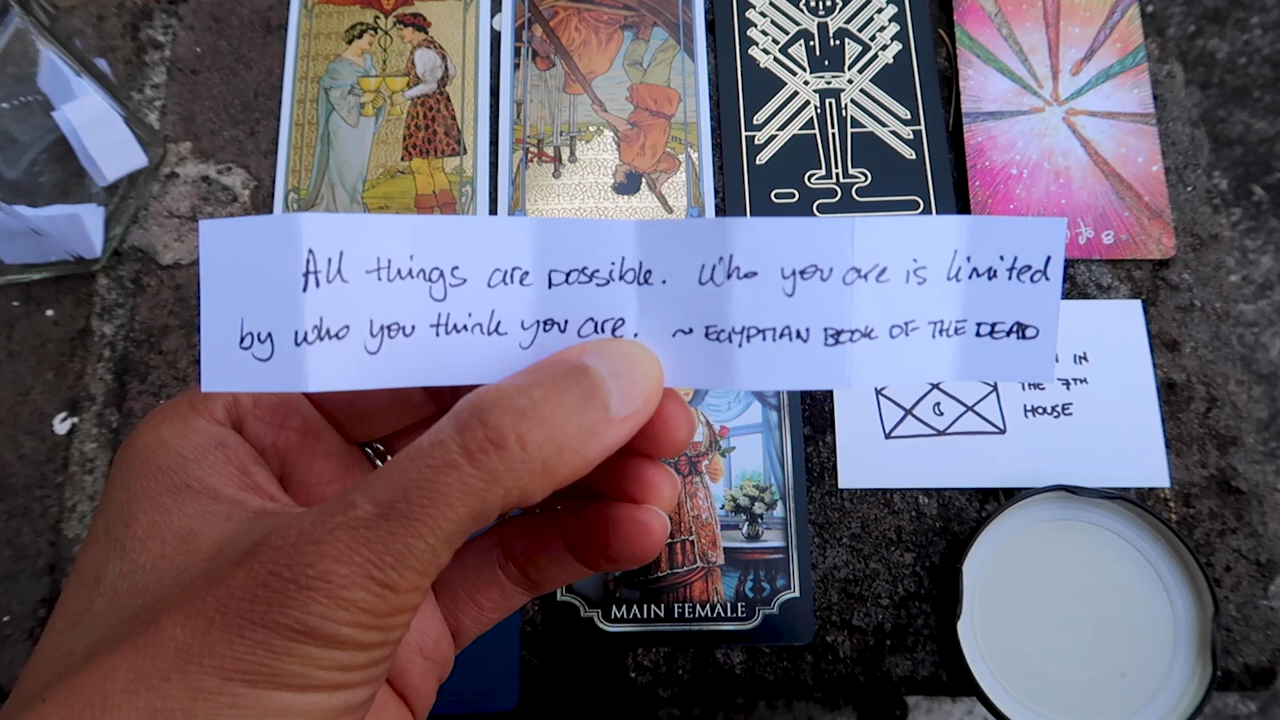 All things are possible. Who you are is limited
by who you think you are. ~ EGYPTIAN BOOK OF THE DEAD
IN
THE 7TH
HOUSE
MAIN FEMALE